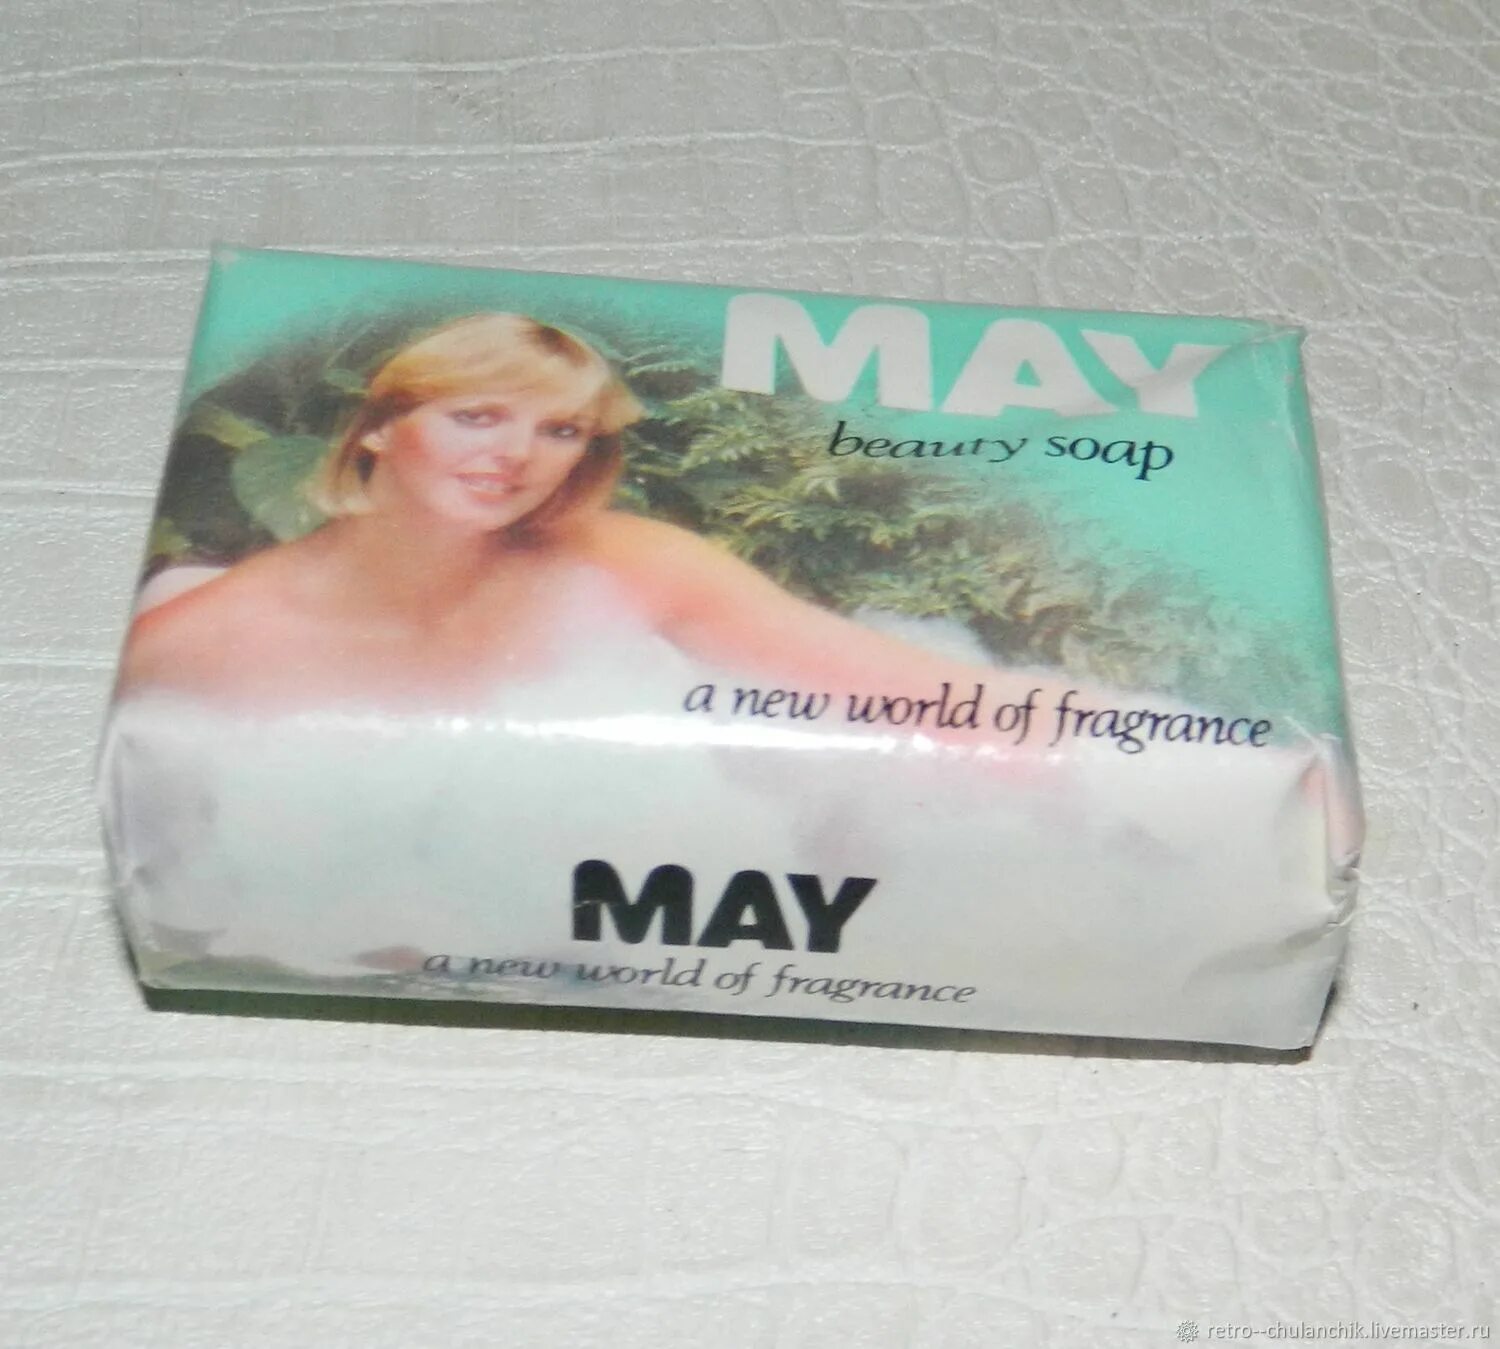 MAY
beauty soap
a new world of fragrance
MAY
a new world of fragrance
retro--chulanchik.livemaster.ru